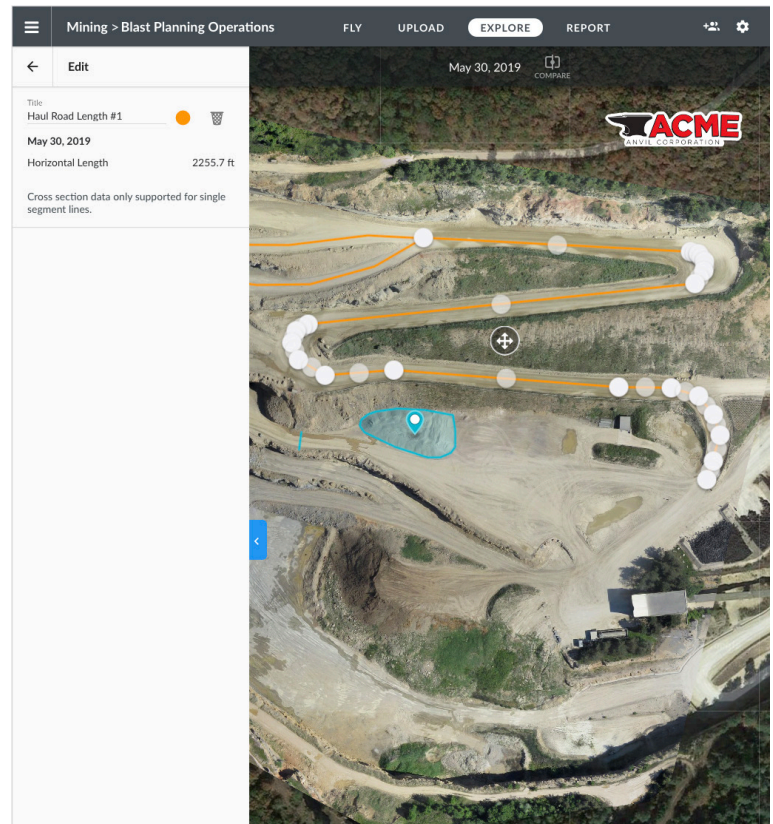 Mining > Blast Planning Operations
FLY
UPLOAD
EXPLORE
REPORT
Edit
May 30, 2019
COMPARE
Title
Haul Road Length #1
May 30, 2019
Horizontal Length 2255.7 ft
Cross section data only supported for single
segment lines.
ACME
ANVIL CORPORATION